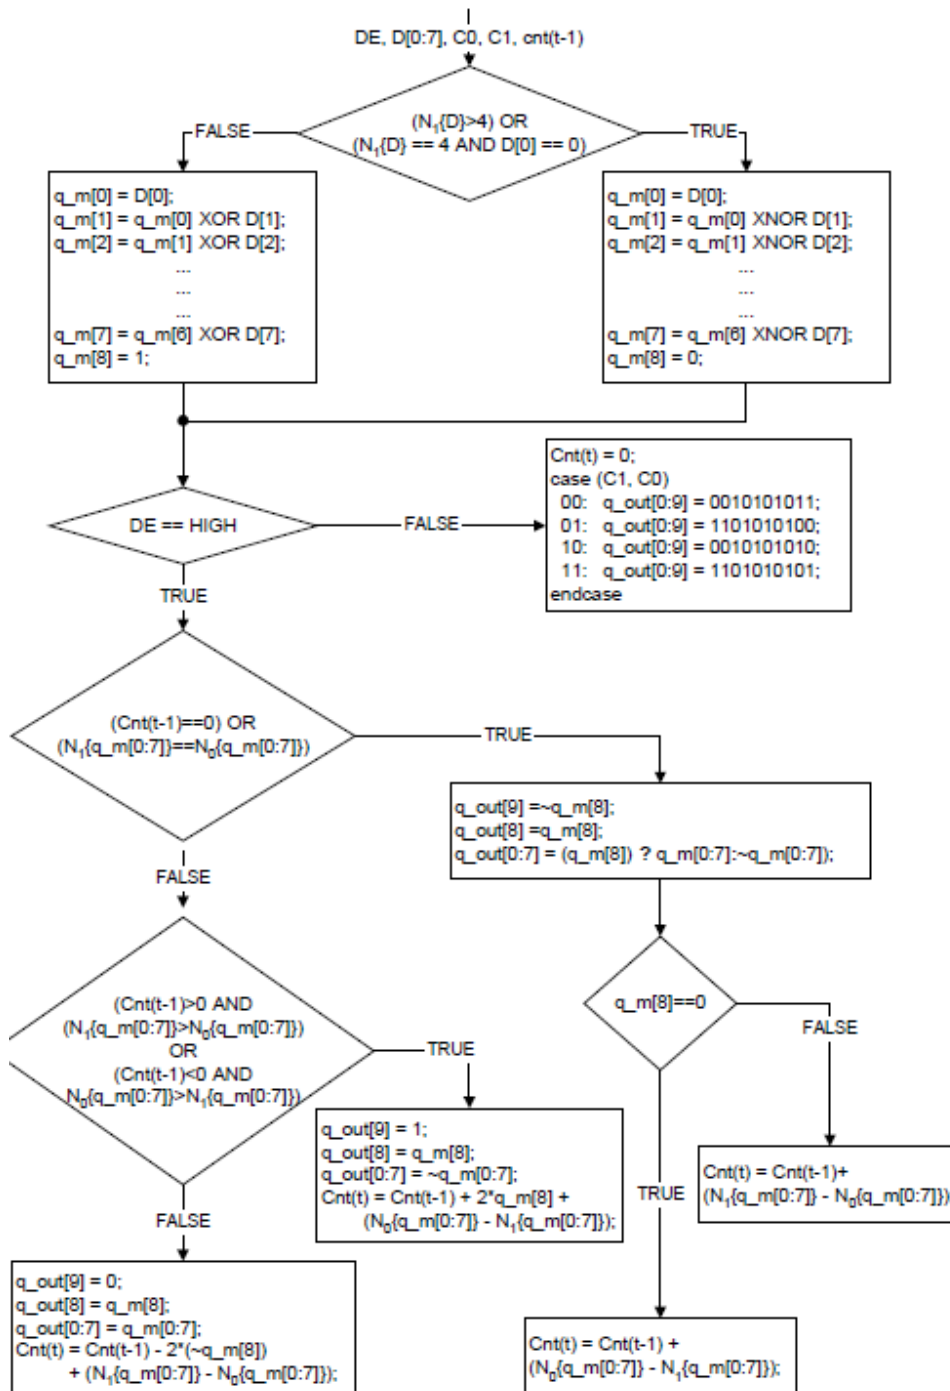 DE, D[0:7], C0, C1, cnt(t-1)
(N₁{D}>4) OR
(N₁{D} == 4 AND D[0] == 0)
FALSE
TRUE
q_m[0] = D[0];
q_m[1] = q_m[0] XOR D[1];
q_m[2] = q_m[1] XOR D[2];
...
...
...
q_m[7] = q_m[6] XOR D[7];
q_m[8] = 1;
q_m[0] = D[0];
q_m[1] = q_m[0] XNOR D[1];
q_m[2] = q_m[1] XNOR D[2];
...
...
...
q_m[7] = q_m[6] XNOR D[7];
q_m[8] = 0;
DE == HIGH
FALSE
Cnt(t) = 0;
case (C1, C0)
00: q_out[0:9] = 0010101011;
01: q_out[0:9] = 1101010100;
10: q_out[0:9] = 0010101010;
11: q_out[0:9] = 1101010101;
endcase
TRUE
(Cnt(t-1)==0) OR
(N₁{q_m[0:7]}==N₀{q_m[0:7]})
TRUE
q_out[9] =~q_m[8];
q_out[8] =q_m[8];
q_out[0:7] = (q_m[8]) ? q_m[0:7]:~q_m[0:7]);
FALSE
(Cnt(t-1)>0 AND
(N₁{q_m[0:7]}>N₀{q_m[0:7]})
OR
(Cnt(t-1)<0 AND
N₀{q_m[0:7]}>N₁{q_m[0:7]})
TRUE
q_out[9] = 1;
q_out[8] = q_m[8];
q_out[0:7] = ~q_m[0:7];
Cnt(t) = Cnt(t-1) + 2*q_m[8] +
(N₀{q_m[0:7]} - N₁{q_m[0:7]});
FALSE
q_out[9] = 0;
q_out[8] = q_m[8];
q_out[0:7] = q_m[0:7];
Cnt(t) = Cnt(t-1) - 2*(~q_m[8])
+ (N₁{q_m[0:7]} - N₀{q_m[0:7]});
q_m[8]==0
FALSE
Cnt(t) = Cnt(t-1)+
(N₁{q_m[0:7]} - N₀{q_m[0:7]})
TRUE
Cnt(t) = Cnt(t-1) +
(N₀{q_m[0:7]} - N₁{q_m[0:7]});